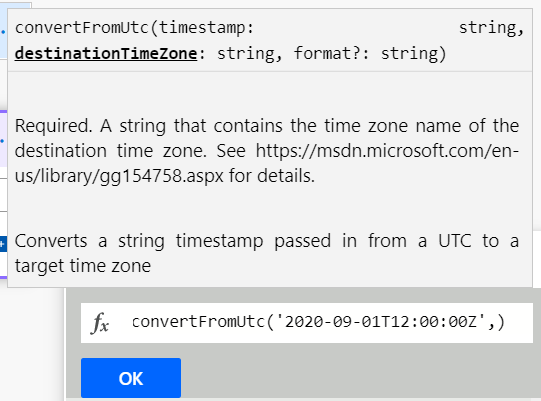 convertFromUtc(timestamp: string,
destinationTimeZone: string, format?: string)
Required. A string that contains the time zone name of the
destination time zone. See https://msdn.microsoft.com/en-
us/library/gg154758.aspx for details.
Converts a string timestamp passed in from a UTC to a
target time zone
fx convertFromUtc('2020-09-01T12:00:00Z',)
OK